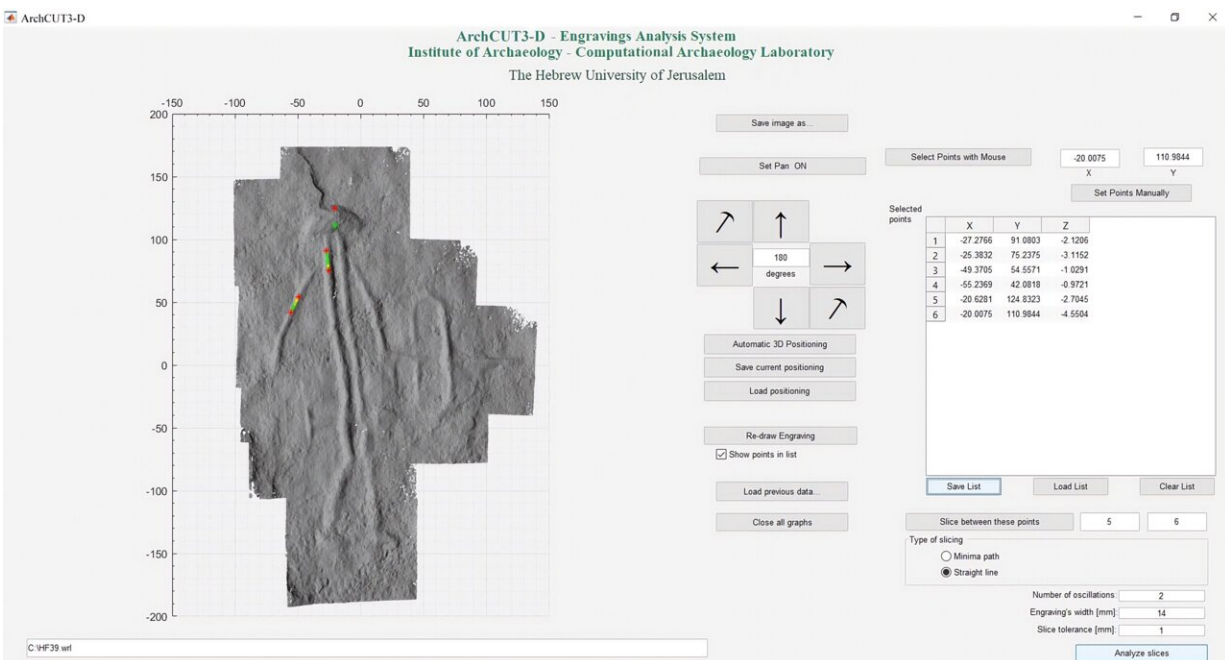 ArchCUT3-D
ArchCUT3-D - Engravings Analysis System
Institute of Archaeology - Computational Archaeology Laboratory
The Hebrew University of Jerusalem
-150 -100 -50 0 50 100 150
200
150
100
50
0
-50
-100
-150
-200
C:\HF39.wrl
Save image as...
Set Pan ON
180
degrees
Automatic 3D Positioning
Save current positioning
Load positioning
Re-draw Engraving
Show points in list
Load previous data...
Close all graphs
Select Points with Mouse
-20.0075 110.9844
X Y
Set Points Manually
Selected
points
X Y Z
1 -27.2766 91.0803 -2.1206
2 -25.3832 75.2375 -3.1152
3 -49.3705 54.5571 -1.0291
4 -55.2369 42.0818 -0.9721
5 -20.6281 124.8323 -2.7045
6 -20.0075 110.9844 -4.5504
Save List Load List Clear List
Slice between these points 5 6
Type of slicing
Minima path
Straight line
Number of oscillations: 2
Engraving's width [mm]: 14
Slice tolerance [mm]: 1
Analyze slices